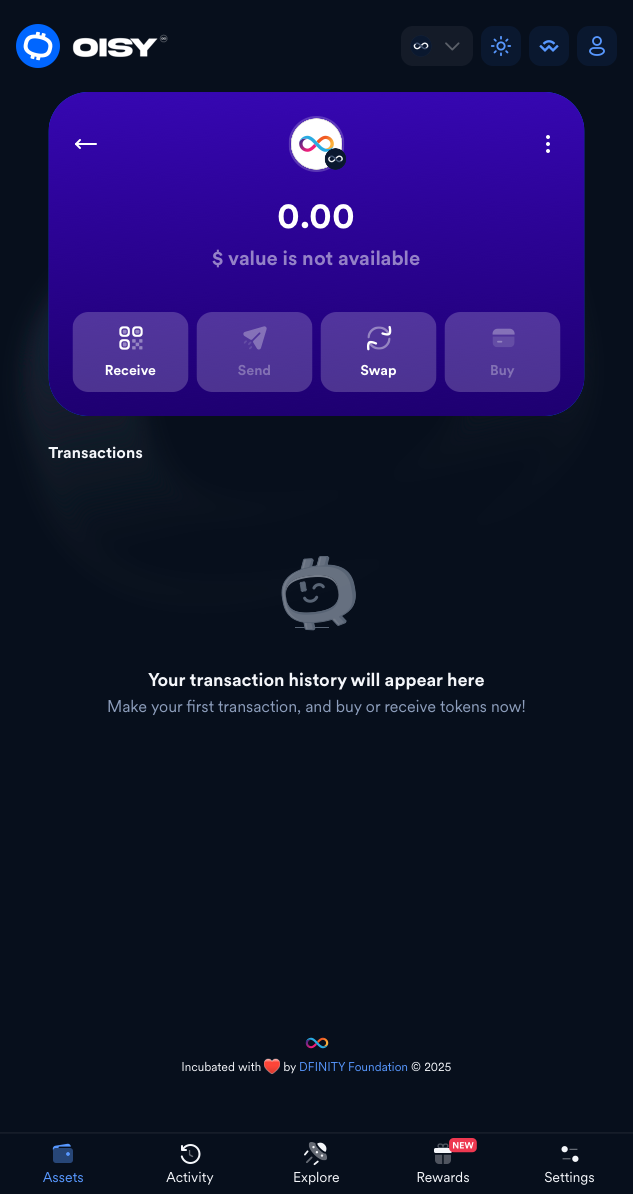 OISY
0.00
$ value is not available
Receive
Send
Swap
Buy
Transactions
Your transaction history will appear here
Make your first transaction, and buy or receive tokens now!
Incubated with ❤️ by DFINITY Foundation © 2025
NEW
Assets
Activity
Explore
Rewards
Settings